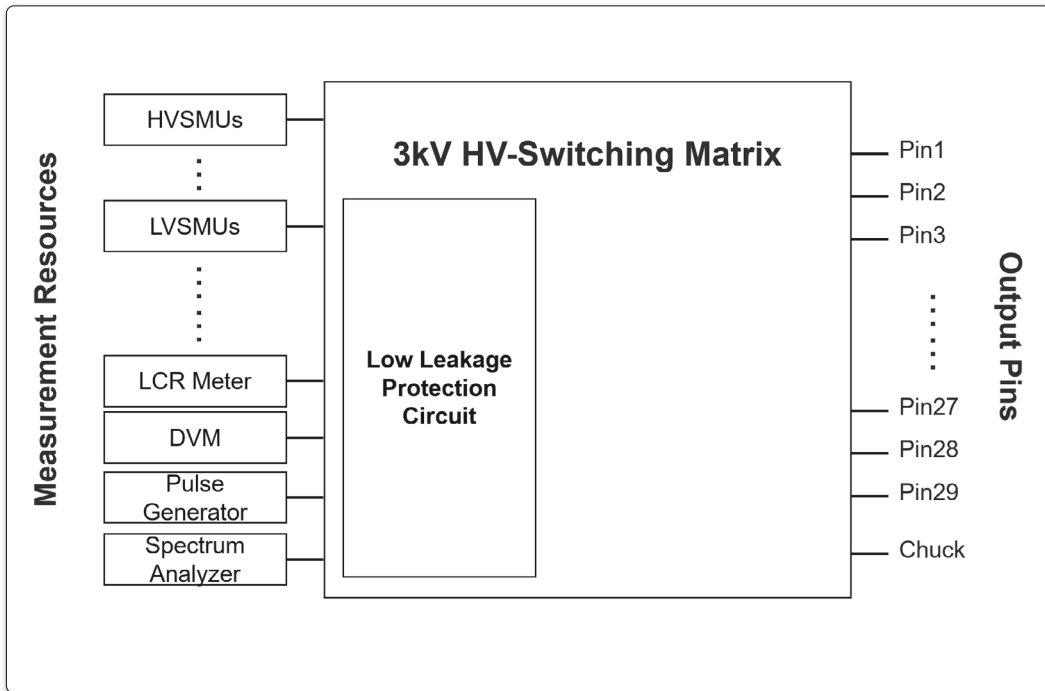 Measurement Resources
HVSMUs
LVSMUs
LCR Meter
DVM
Pulse
Generator
Spectrum
Analyzer
3kV HV-Switching Matrix
Low Leakage
Protection
Circuit
Pin1
Pin2
Pin3
Pin27
Pin28
Pin29
Chuck
Output Pins